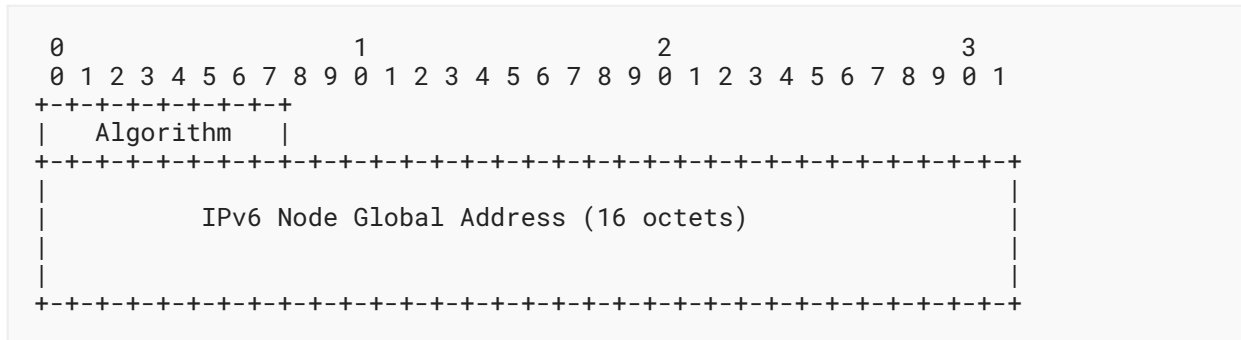 0                   1                   2                   3
 0 1 2 3 4 5 6 7 8 9 0 1 2 3 4 5 6 7 8 9 0 1 2 3 4 5 6 7 8 9 0 1
+-+-+-+-+-+-+-+-+
|   Algorithm   |
+-+-+-+-+-+-+-+-+-+-+-+-+-+-+-+-+-+-+-+-+-+-+-+-+-+-+-+-+-+-+-+-+
|                                                               |
|          IPv6 Node Global Address (16 octets)                 |
|                                                               |
|                                                               |
+-+-+-+-+-+-+-+-+-+-+-+-+-+-+-+-+-+-+-+-+-+-+-+-+-+-+-+-+-+-+-+-+